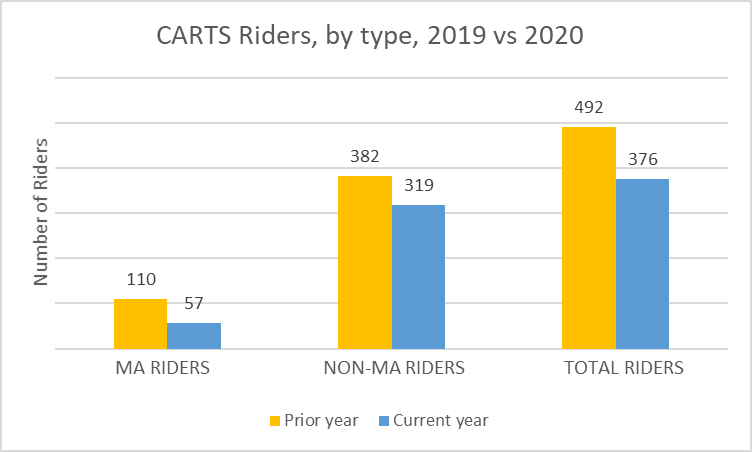 CARTS Riders, by type, 2019 vs 2020
Number of Riders
110
57
382
319
492
376
MA RIDERS
NON-MA RIDERS
TOTAL RIDERS
Prior year
Current year